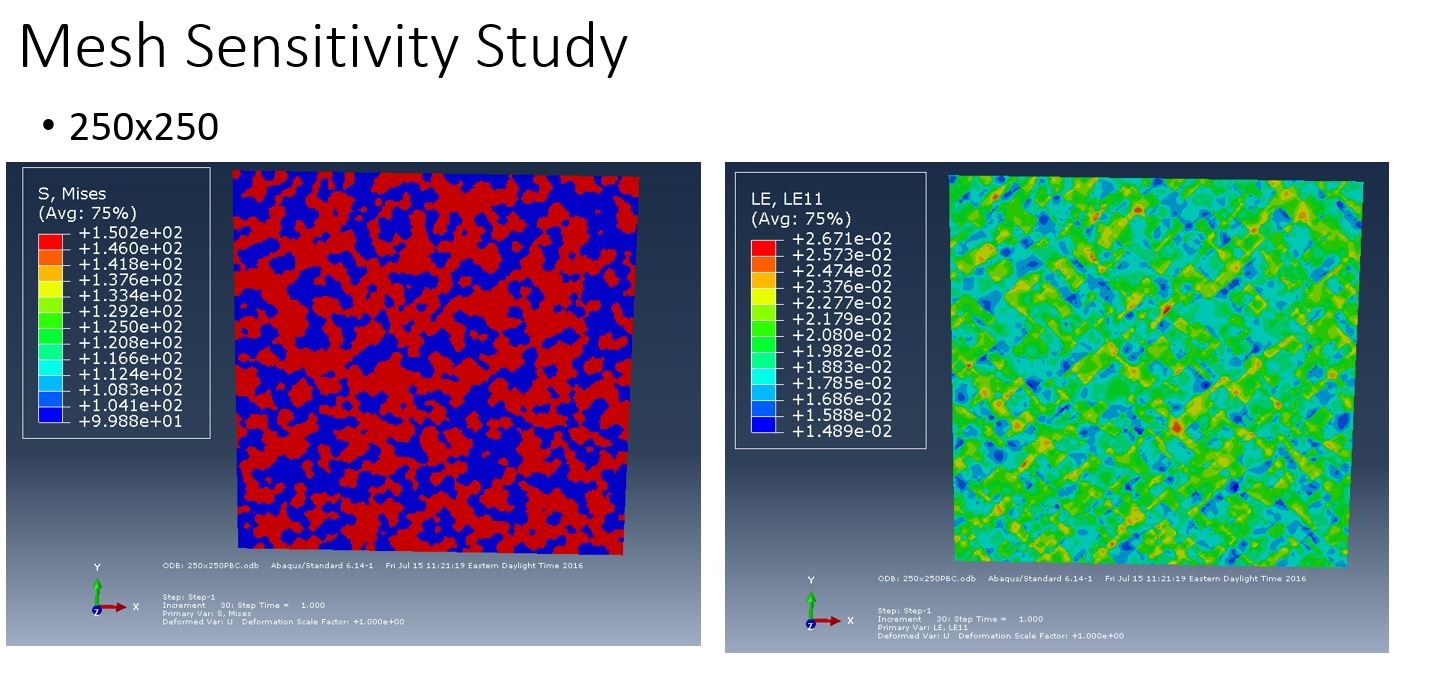 Mesh Sensitivity Study
• 250x250
S, Mises
(Avg: 75%)
+1.502e+02
+1.460e+02
+1.418e+02
+1.376e+02
+1.334e+02
+1.292e+02
+1.250e+02
+1.208e+02
+1.166e+02
+1.124e+02
+1.083e+02
+1.041e+02
+9.988e+01
Y
X
Z
ODB: 250x250PBC.odb Abaqus/Standard 6.14-1 Fri Jul 15 11:21:19 Eastern Daylight Time 2016
Step: Step-1
Increment 30: Step Time = 1.000
Primary Var: S, Mises
Deformed Var: U Deformation Scale Factor: +1.000e+00
LE, LE11
(Avg: 75%)
+2.671e-02
+2.573e-02
+2.474e-02
+2.376e-02
+2.277e-02
+2.179e-02
+2.080e-02
+1.982e-02
+1.883e-02
+1.785e-02
+1.686e-02
+1.588e-02
+1.489e-02
Y
X
Z
ODB: 250x250PBC.odb Abaqus/Standard 6.14-1 Fri Jul 15 11:21:19 Eastern Daylight Time 2016
Step: Step-1
Increment 30: Step Time = 1.000
Primary Var: LE, LE11
Deformed Var: U Deformation Scale Factor: +1.000e+00